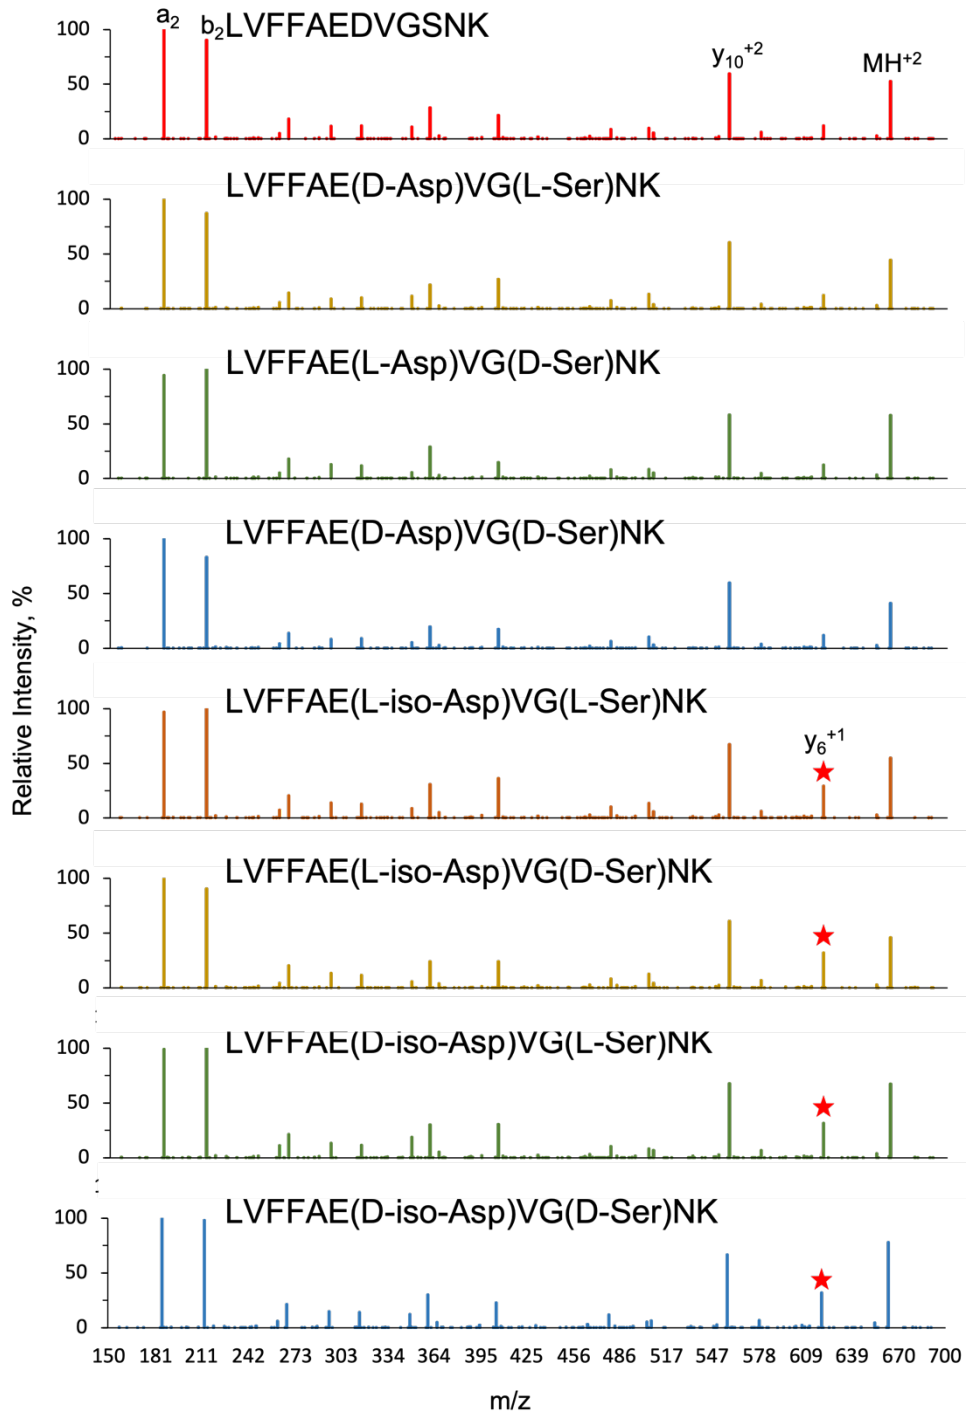 a₂
b₂ LVFFAEDVGSNK
y₁₀⁺²
MH⁺²
100
50
0
LVFFAE(D-Asp)VG(L-Ser)NK
100
50
0
LVFFAE(L-Asp)VG(D-Ser)NK
100
50
0
LVFFAE(D-Asp)VG(D-Ser)NK
100
50
0
LVFFAE(L-iso-Asp)VG(L-Ser)NK
y₆⁺¹
100
50
0
LVFFAE(L-iso-Asp)VG(D-Ser)NK
100
50
0
LVFFAE(D-iso-Asp)VG(L-Ser)NK
100
50
0
LVFFAE(D-iso-Asp)VG(D-Ser)NK
100
50
0
Relative Intensity, %
150 181 211 242 273 303 334 364 395 425 456 486 517 547 578 609 639 670 700
m/z